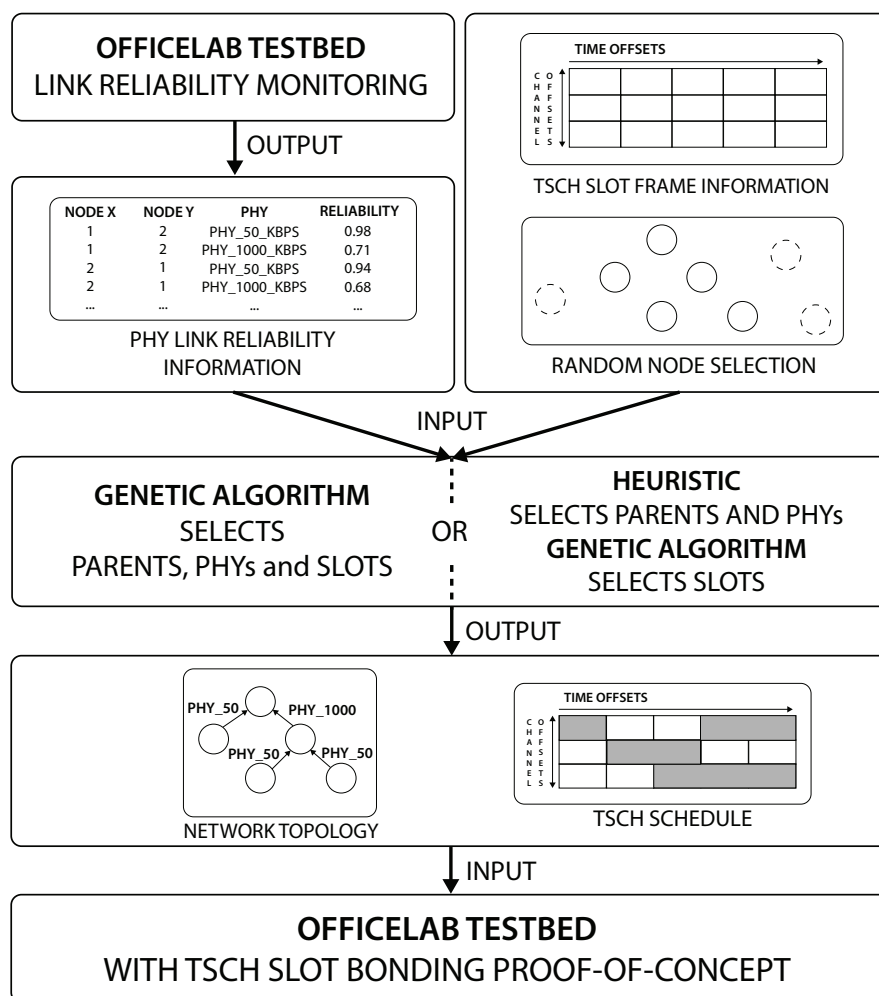 OFFICELAB TESTBED
LINK RELIABILITY MONITORING
OUTPUT
NODE X NODE Y PHY RELIABILITY
1 2 PHY_50_KBPS 0.98
1 2 PHY_1000_KBPS 0.71
2 1 PHY_50_KBPS 0.94
2 1 PHY_1000_KBPS 0.68
... ... ... ...
PHY LINK RELIABILITY
INFORMATION
TIME OFFSETS
CHANNEL
OFFSETS
TSCH SLOT FRAME INFORMATION
RANDOM NODE SELECTION
INPUT
GENETIC ALGORITHM
SELECTS
PARENTS, PHYs and SLOTS
OR
HEURISTIC
SELECTS PARENTS AND PHYs
GENETIC ALGORITHM
SELECTS SLOTS
OUTPUT
PHY_50 PHY_1000
PHY_50 PHY_50
NETWORK TOPOLOGY
TIME OFFSETS
CHANNEL
OFFSETS
TSCH SCHEDULE
INPUT
OFFICELAB TESTBED
WITH TSCH SLOT BONDING PROOF-OF-CONCEPT